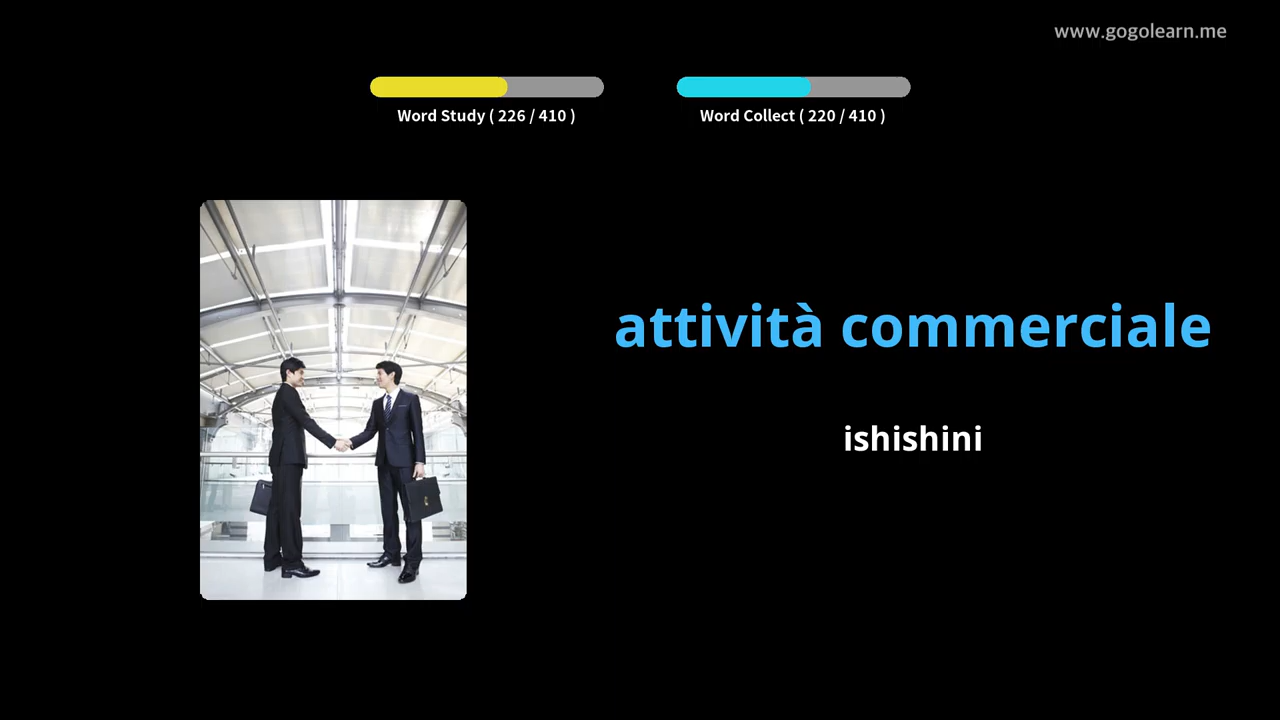 www.gogolearn.me
Word Study ( 226 / 410 )
Word Collect ( 220 / 410 )
attività commerciale
ishishini